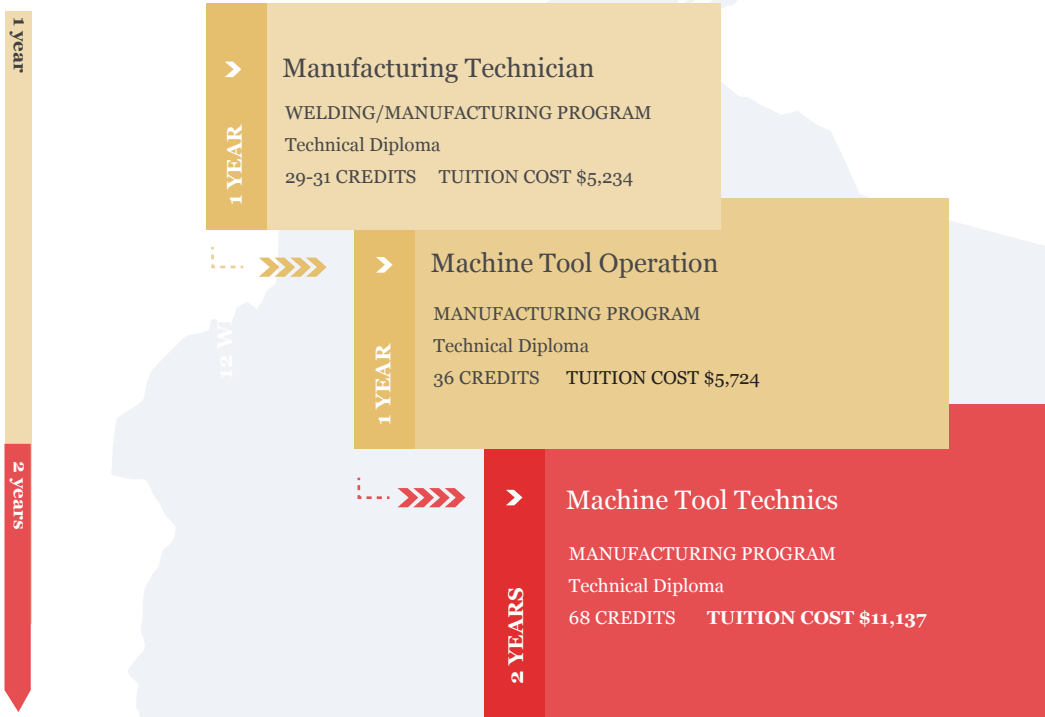 1 year
Manufacturing Technician
WELDING/MANUFACTURING PROGRAM
Technical Diploma
29-31 CREDITS TUITION COST $5,234
1 YEAR
Machine Tool Operation
MANUFACTURING PROGRAM
Technical Diploma
36 CREDITS TUITION COST $5,724
1 YEAR
12 W
2 years
Machine Tool Technics
MANUFACTURING PROGRAM
Technical Diploma
68 CREDITS TUITION COST $11,137
2 YEARS